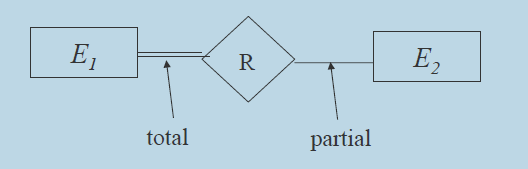 E₁
R
E₂
total
partial